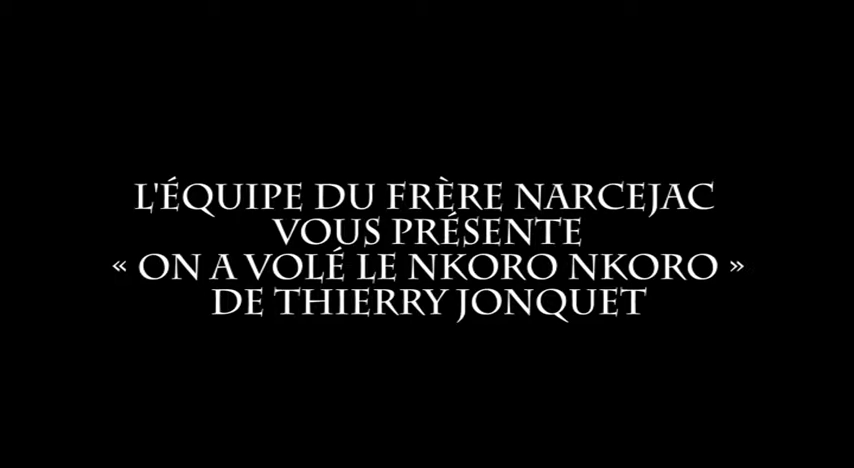 L'ÉQUIPE DU FRÈRE NARCEJAC
VOUS PRÉSENTE
« ON A VOLÉ LE NKORO NKORO »
DE THIERRY JONQUET